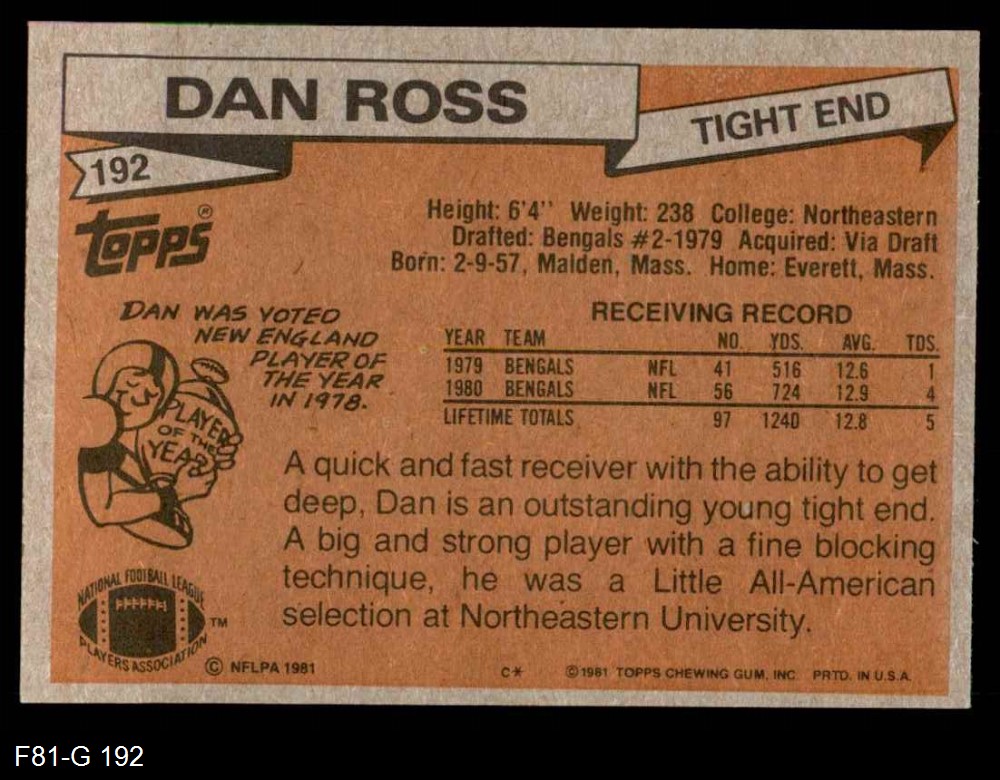 DAN ROSS
TIGHT END
192
TOPPS®
Height: 6'4'' Weight: 238 College: Northeastern
Drafted: Bengals #2-1979 Acquired: Via Draft
Born: 2-9-57, Malden, Mass. Home: Everett, Mass.
DAN WAS VOTED
NEW ENGLAND
PLAYER OF
THE YEAR
IN 1978.
PLAYER
OF THE
YEAR
RECEIVING RECORD
YEAR TEAM NO. YDS. AVG. TDS.
1979 BENGALS NFL 41 516 12.6 1
1980 BENGALS NFL 56 724 12.9 4
LIFETIME TOTALS 97 1240 12.8 5
A quick and fast receiver with the ability to get
deep, Dan is an outstanding young tight end.
A big and strong player with a fine blocking
technique, he was a Little All-American
selection at Northeastern University.
NATIONAL FOOTBALL LEAGUE
PLAYERS ASSOCIATION
TM
© NFLPA 1981
C*
©1981 TOPPS CHEWING GUM, INC. PRTD. IN U.S.A.
F81-G 192